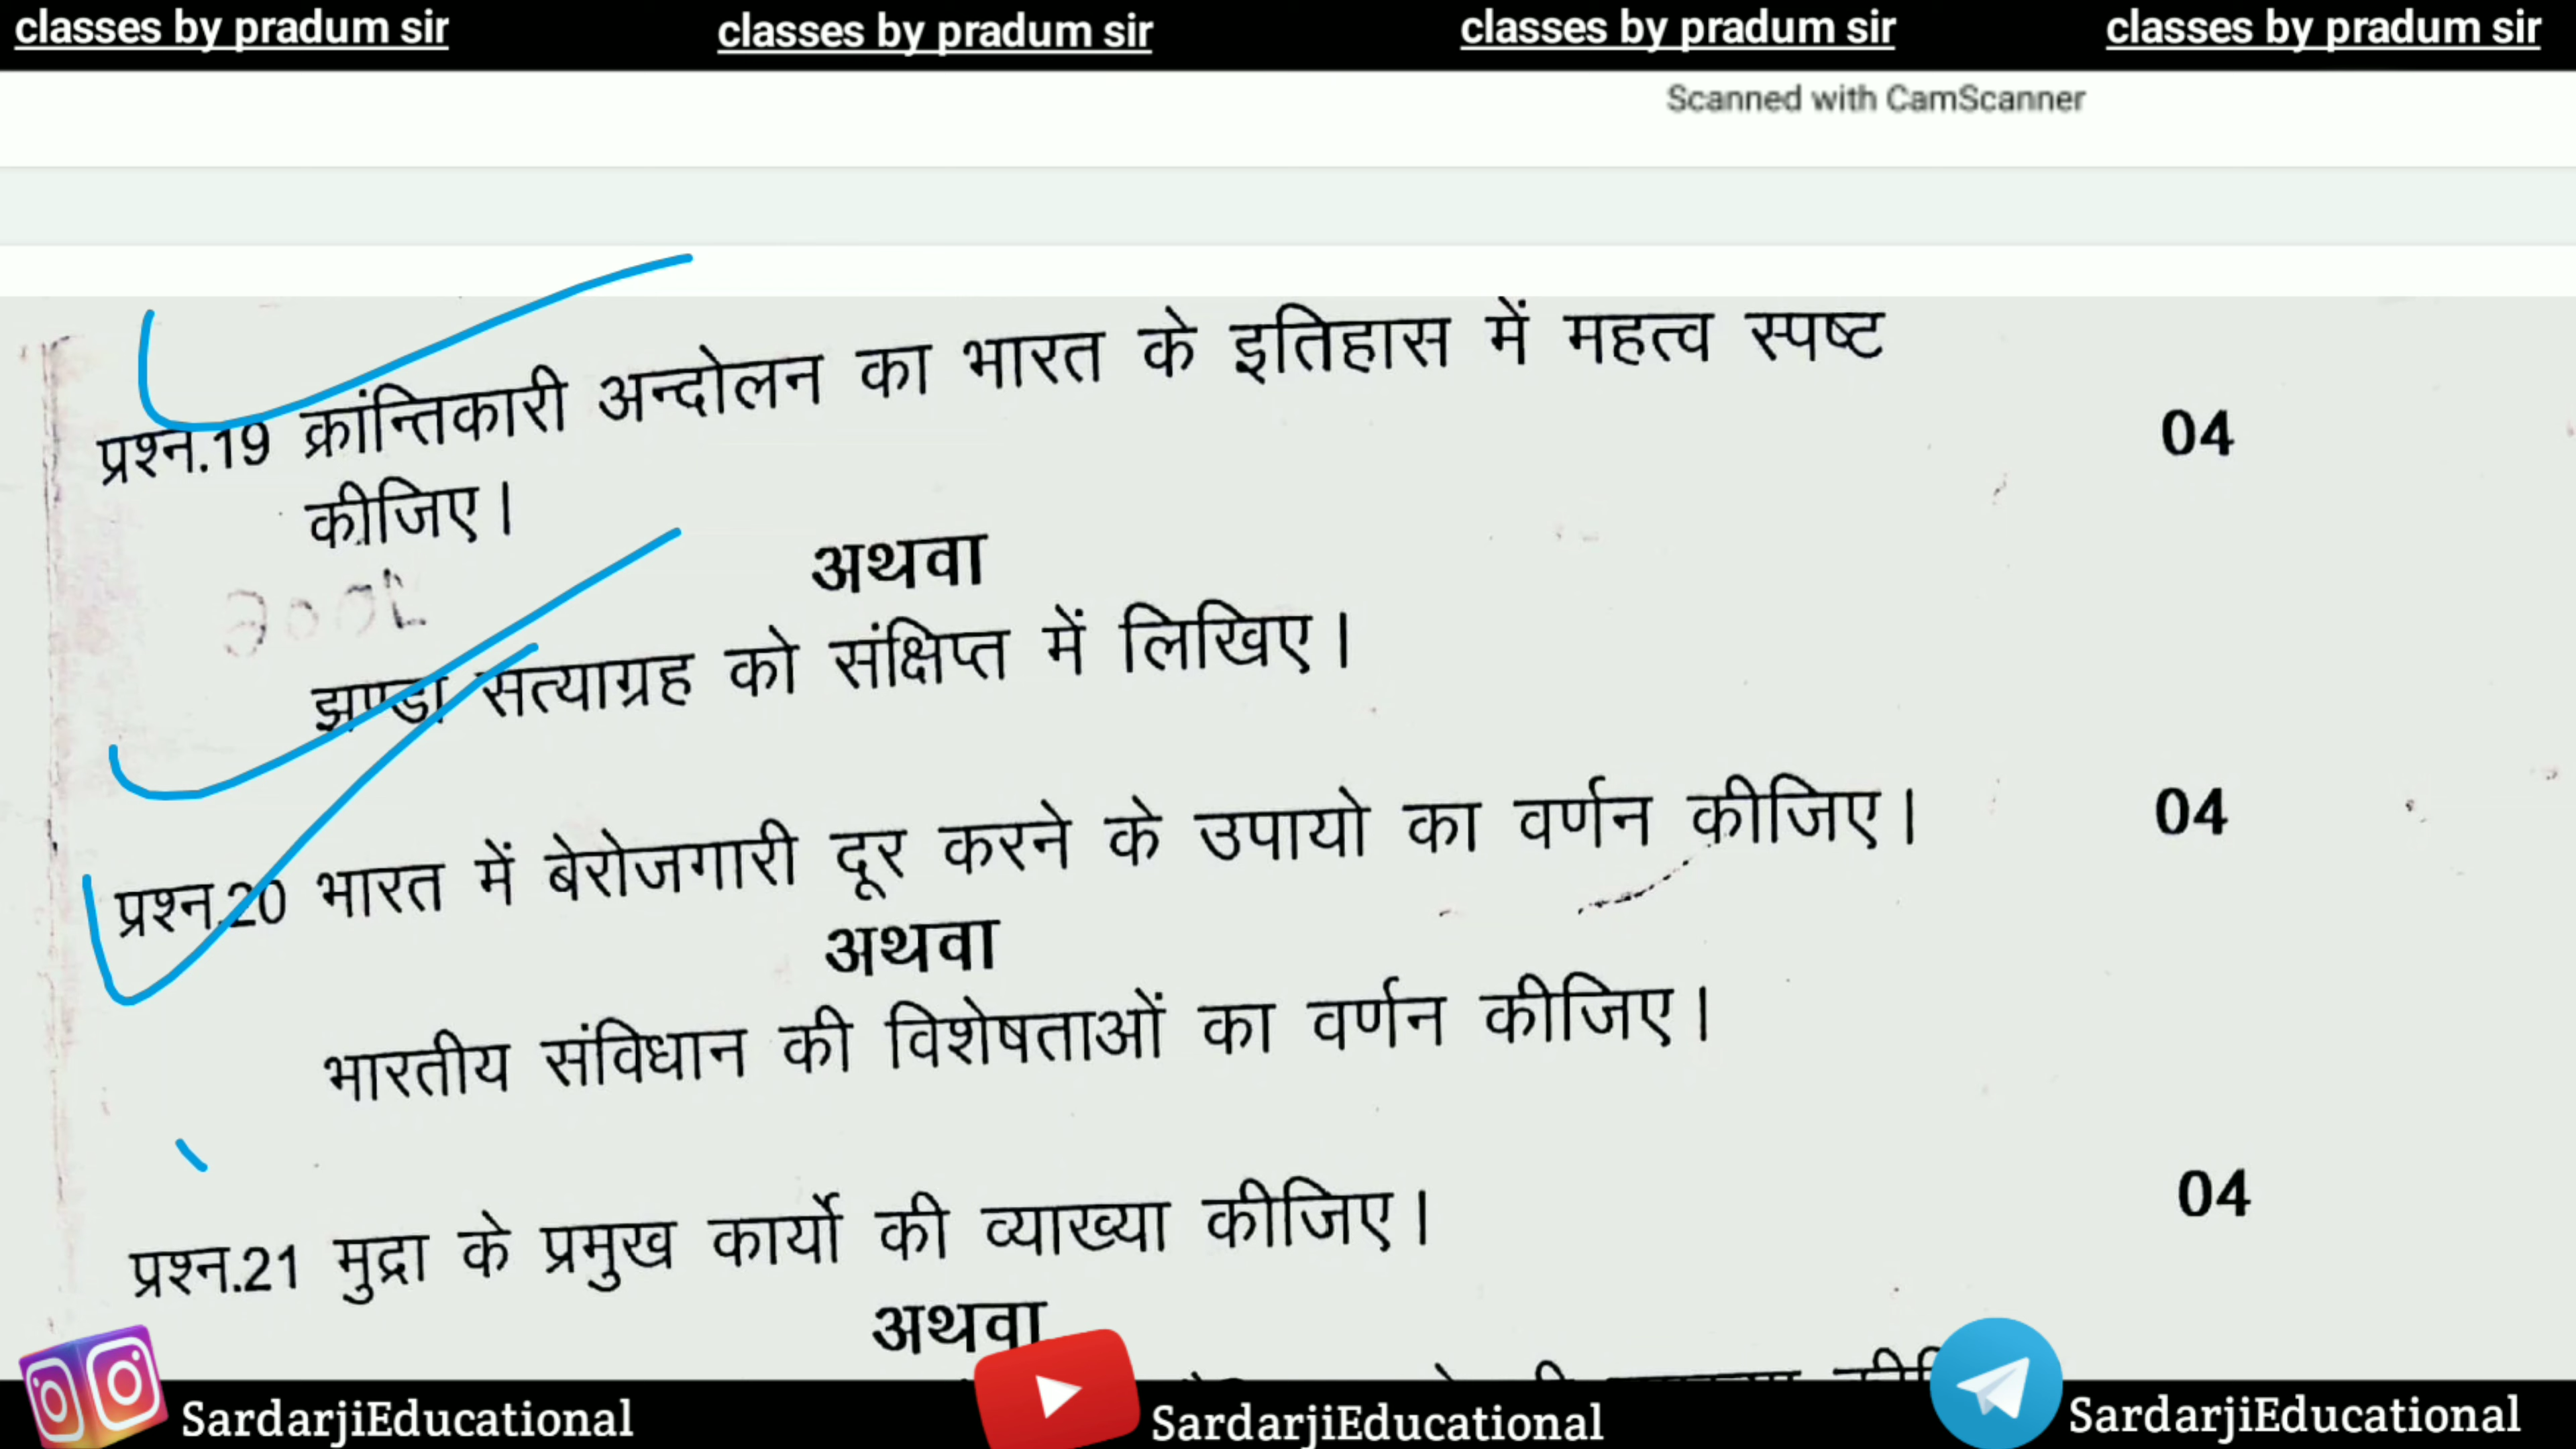 classes by pradum sir classes by pradum sir classes by pradum sir classes by pradum sir
Scanned with CamScanner
प्रश्न.19 क्रांन्तिकारी अन्दोलन का भारत के इतिहास में महत्व स्पष्ट
कीजिए। 04
अथवा
झण्डा सत्याग्रह को संक्षिप्त में लिखिए।
प्रश्न.20 भारत में बेरोजगारी दूर करने के उपायो का वर्णन कीजिए। 04
अथवा
भारतीय संविधान की विशेषताओं का वर्णन कीजिए।
प्रश्न.21 मुद्रा के प्रमुख कार्यो की व्याख्या कीजिए। 04
अथवा
SardarjiEducational SardarjiEducational SardarjiEducational